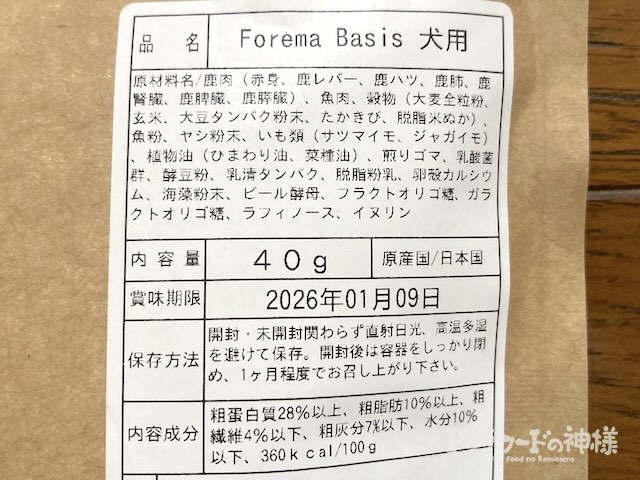 品 名 Forema Basis 犬用
原材料名/鹿肉（赤身、鹿レバー、鹿ハツ、鹿肺、鹿
腎臓、鹿脾臓、鹿膵臓）、魚肉、穀物（大麦全粒粉、
玄米、大豆タンパク粉末、たかきび、脱脂米ぬか）、
魚粉、ヤシ粉末、いも類（サツマイモ、ジャガイモ）
、植物油（ひまわり油、菜種油）、煎りゴマ、乳酸菌
群、酵豆粉、乳清タンパク、脱脂粉乳、卵殻カルシウ
ム、海藻粉末、ビール酵母、フラクトオリゴ糖、ガラ
クトオリゴ糖、ラフィノース、イヌリン
内容量 40g 原産国/日本国
賞味期限 2026年01月09日
保存方法
開封・未開封関わらず直射日光、高温多湿
を避けて保存。開封後は容器をしっかり閉
め、1ヶ月程度でお召し上がり下さい。
内容成分
粗蛋白質28%以上、粗脂肪10%以上、粗
繊維4%以下、粗灰分7%以下、水分10%
以下、360kcal/100g
フードの神様
Food no Kamisama